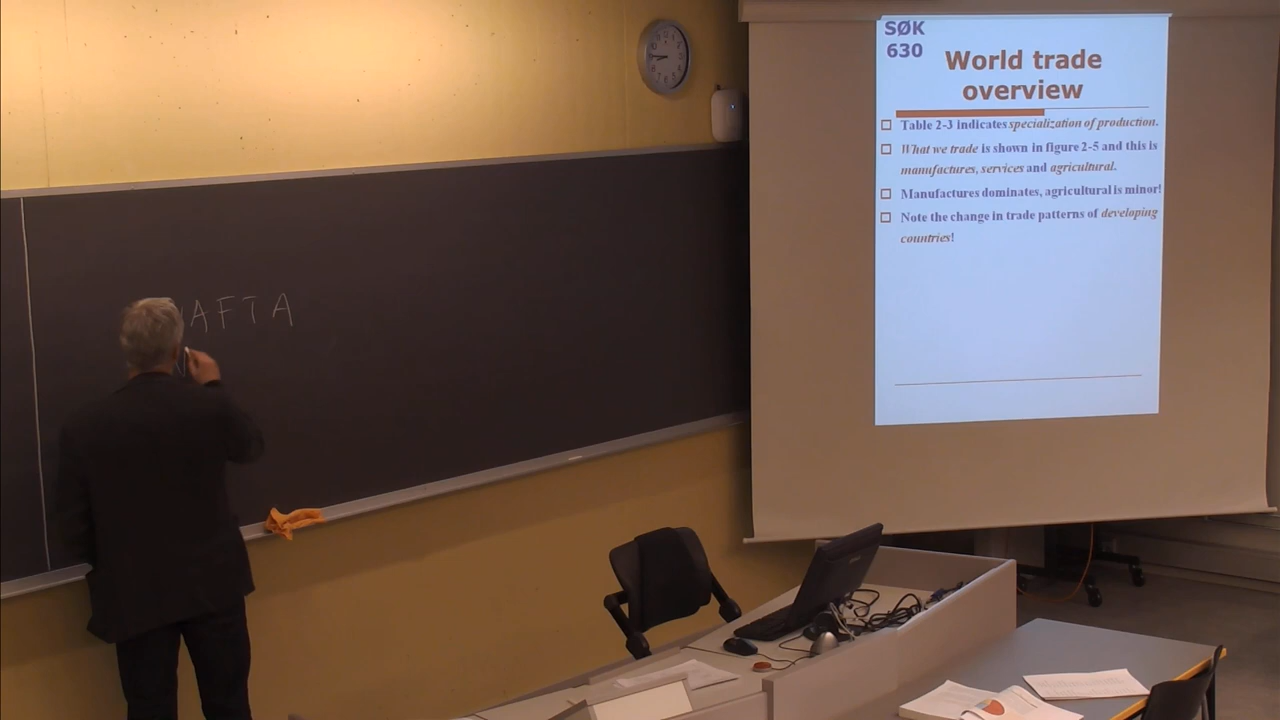 NAFTA
SØK
630
World trade
overview
Table 2-3 indicates specialization of production.
What we trade is shown in figure 2-5 and this is
manufactures, services and agricultural.
Manufactures dominates, agricultural is minor!
Note the change in trade patterns of developing
countries!